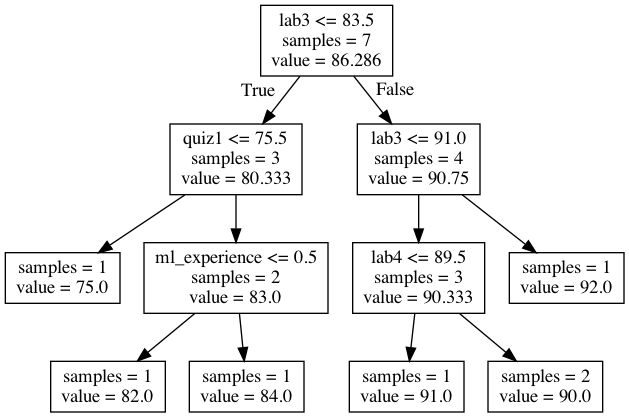 lab3 <= 83.5
samples = 7
value = 86.286
True
False
quiz1 <= 75.5
samples = 3
value = 80.333
lab3 <= 91.0
samples = 4
value = 90.75
samples = 1
value = 75.0
ml_experience <= 0.5
samples = 2
value = 83.0
lab4 <= 89.5
samples = 3
value = 90.333
samples = 1
value = 92.0
samples = 1
value = 82.0
samples = 1
value = 84.0
samples = 1
value = 91.0
samples = 2
value = 90.0